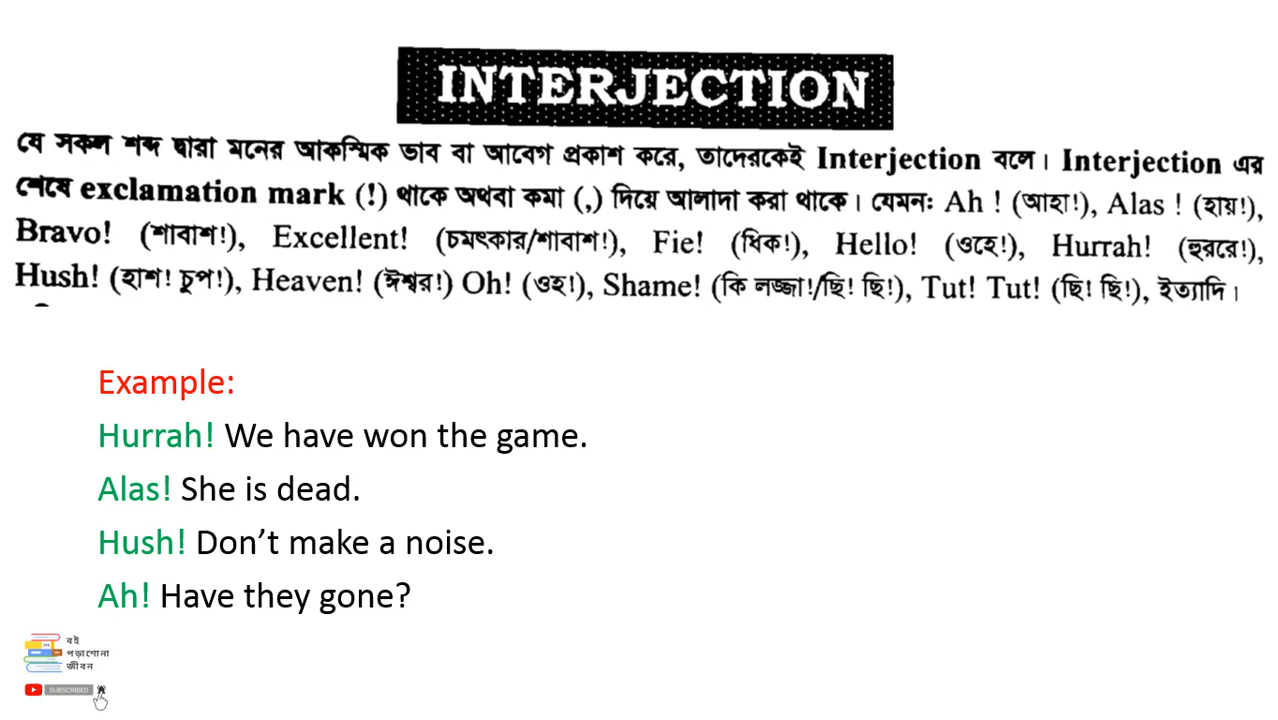 INTERJECTION
যে সকল শব্দ দ্বারা মনের আকস্মিক ভাব বা আবেগ প্রকাশ করে, তাদেরকেই Interjection বলে। Interjection এর
শেষে exclamation mark (!) থাকে অথবা কমা (,) দিয়ে আলাদা করা থাকে। যেমনঃ Ah ! (আহা!), Alas ! (হায়!),
Bravo! (শাবাশ!), Excellent! (চমৎকার/শাবাশ!), Fie! (ধিক!), Hello! (ওহে!), Hurrah! (হুররে!),
Hush! (হাশ! চুপ!), Heaven! (ঈশ্বর!) Oh! (ওহ!), Shame! (কি লজ্জা!/ছি! ছি!), Tut! Tut! (ছি! ছি!), ইত্যাদি।
Example:
Hurrah! We have won the game.
Alas! She is dead.
Hush! Don’t make a noise.
Ah! Have they gone?
বই
পড়াশোনা
জীবন
SUBSCRIBED